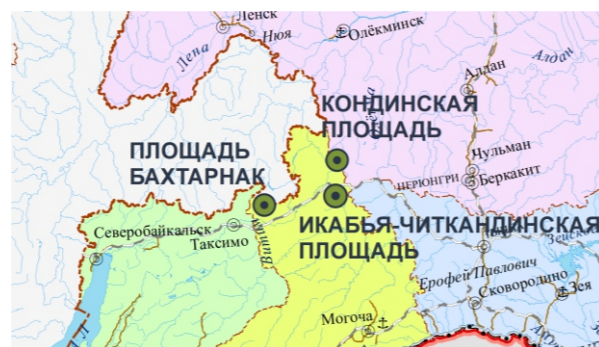 Ленск
Нюя
Олёкминск
Лена
Алдан
Алдан
КОНДИНСКАЯ
ПЛОЩАДЬ
ПЛОЩАДЬ
БАХТАРНАК
Чульман
НЕРЮНГРИ
Беркакит
Северобайкальск
Таксимо
Витим
ИКАБЬЯ-ЧИТКАНДИНСКАЯ
ПЛОЩАДЬ
Ерофей Павлович
Сковородино
Зея
Могоча